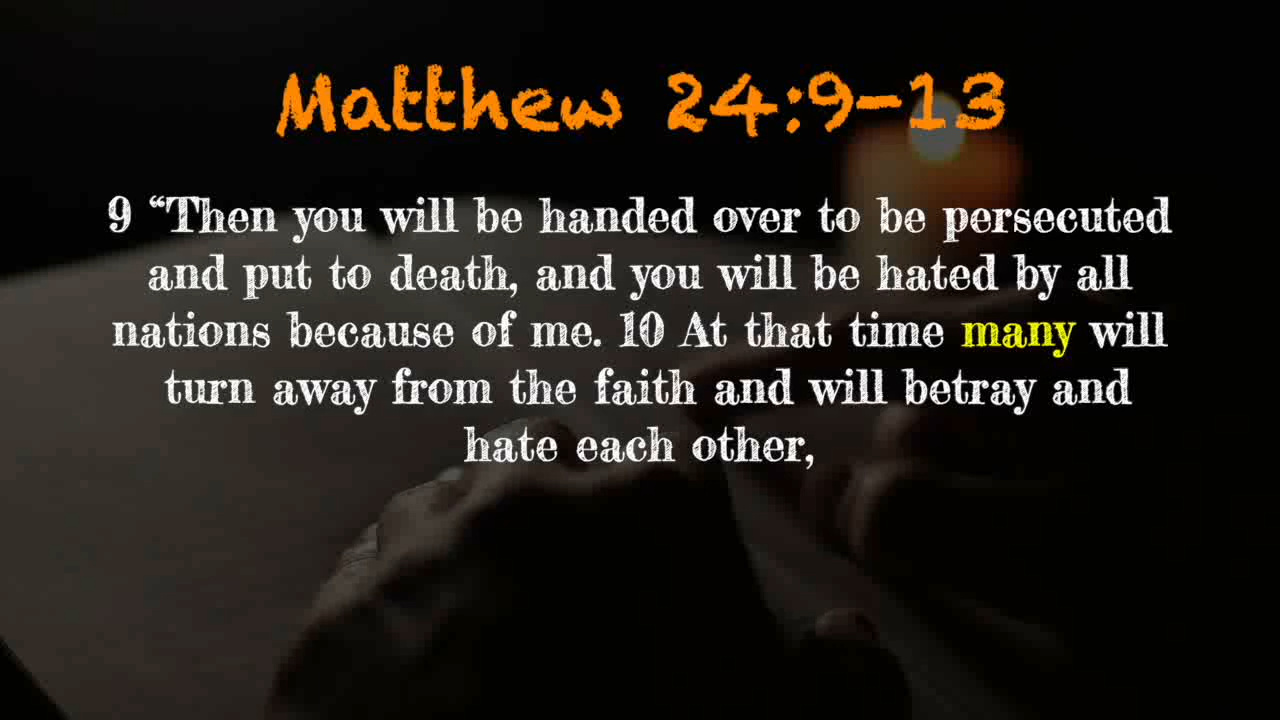 Matthew 24:9-13
9 “Then you will be handed over to be persecuted
and put to death, and you will be hated by all
nations because of me. 10 At that time many will
turn away from the faith and will betray and
hate each other,